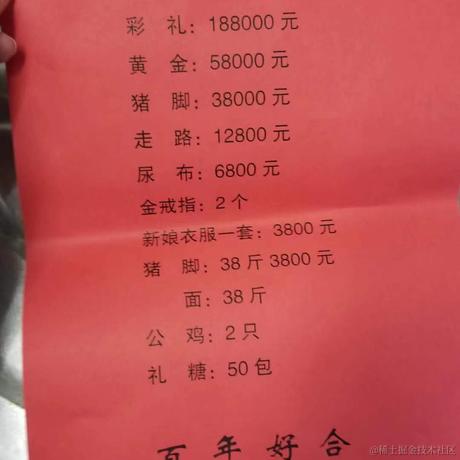 彩 礼：188000 元
黄 金：58000 元
猪 脚：38000 元
走 路：12800 元
尿 布：6800 元
金戒指：2 个
新娘衣服一套：3800 元
猪 脚：38 斤 3800 元
面：38 斤
公 鸡：2 只
礼 糖：50 包
百 年 好 合
@稀土掘金技术社区